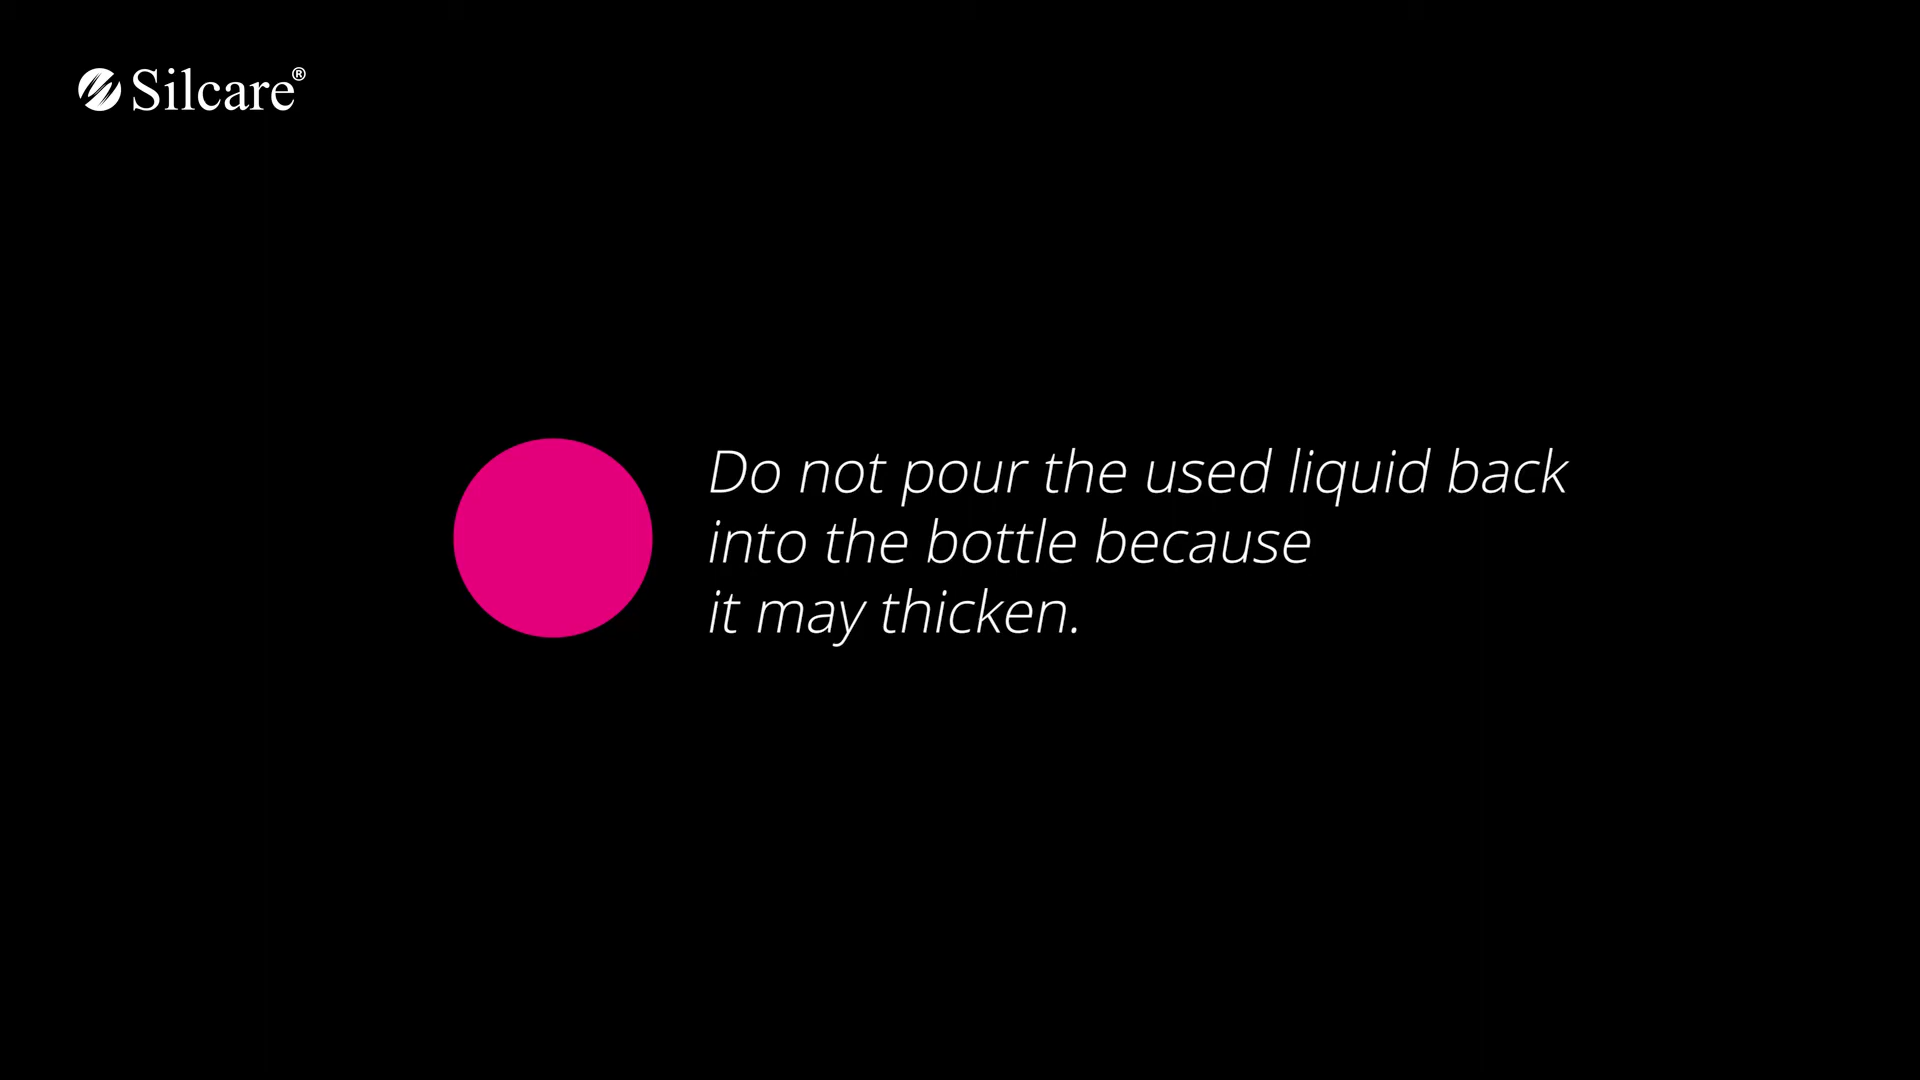 Silcare®
Do not pour the used liquid back
into the bottle because
it may thicken.